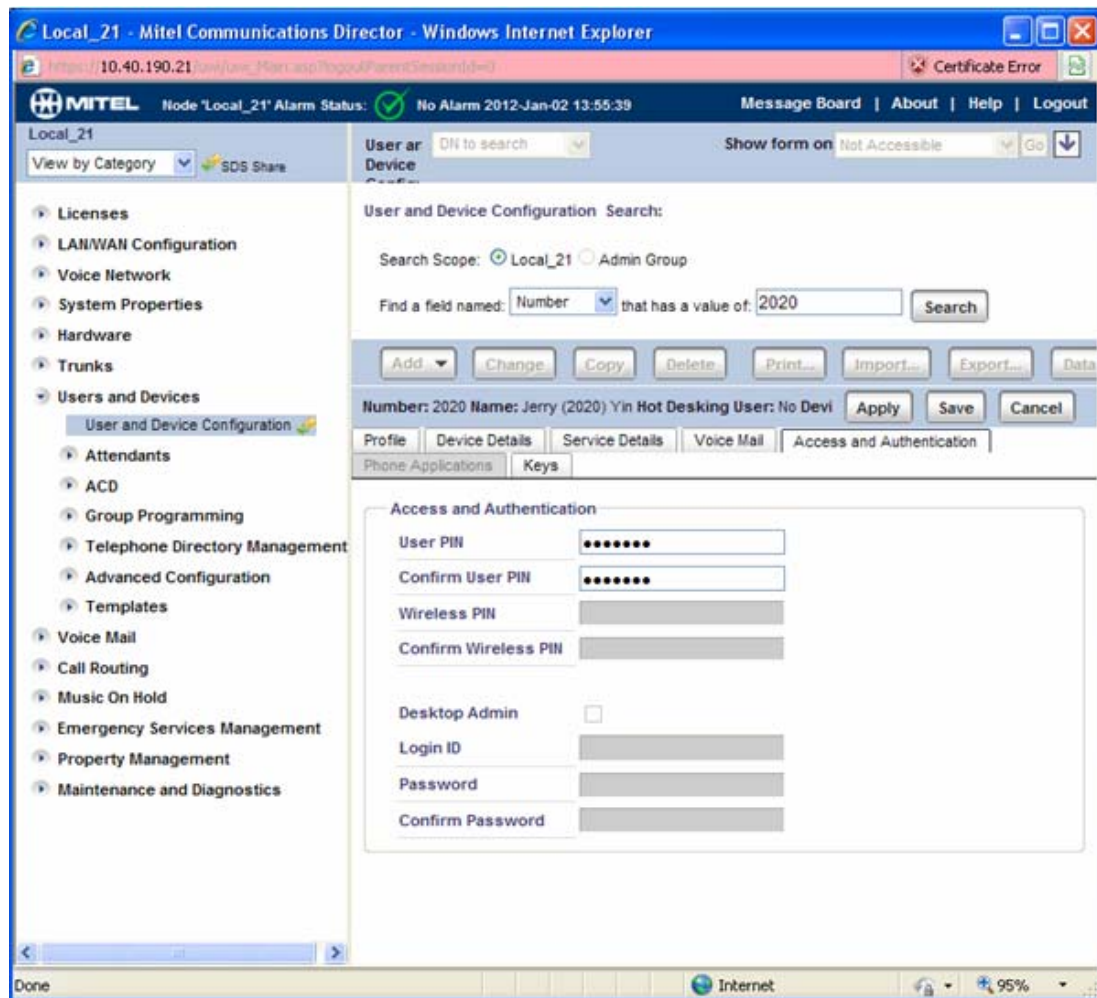 Local_21 - Mitel Communications Director - Windows Internet Explorer
https://10.40.190.21/uwi/uwi_Main.asp?logoutParentSessionId=0 Certificate Error
MITEL Node 'Local_21' Alarm Status: No Alarm 2012-Jan-02 13:55:39 Message Board | About | Help | Logout
Local_21
View by Category SDS Share
User ar DN to search Show form on Not Accessible Go
Device
Licenses
LAN/WAN Configuration
Voice Network
System Properties
Hardware
Trunks
Users and Devices
User and Device Configuration
Attendants
ACD
Group Programming
Telephone Directory Management
Advanced Configuration
Templates
Voice Mail
Call Routing
Music On Hold
Emergency Services Management
Property Management
Maintenance and Diagnostics
User and Device Configuration Search:
Search Scope: Local_21 Admin Group
Find a field named: Number that has a value of: 2020 Search
Add Change Copy Delete Print... Import... Export... Data
Number: 2020 Name: Jerry (2020) Yin Hot Desking User: No Devi Apply Save Cancel
Profile Device Details Service Details Voice Mail Access and Authentication
Phone Applications Keys
Access and Authentication
User PIN •••••••
Confirm User PIN •••••••
Wireless PIN
Confirm Wireless PIN
Desktop Admin
Login ID
Password
Confirm Password
Done Internet 95%